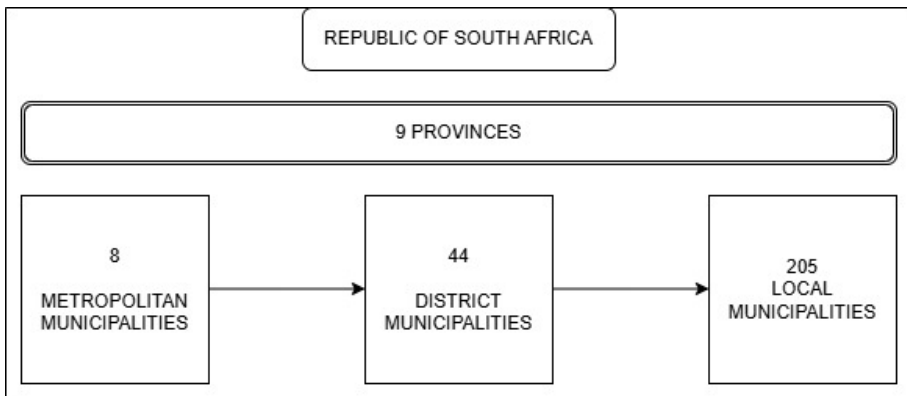 REPUBLIC OF SOUTH AFRICA
9 PROVINCES
8
METROPOLITAN
MUNICIPALITIES
44
DISTRICT
MUNICIPALITIES
205
LOCAL
MUNICIPALITIES